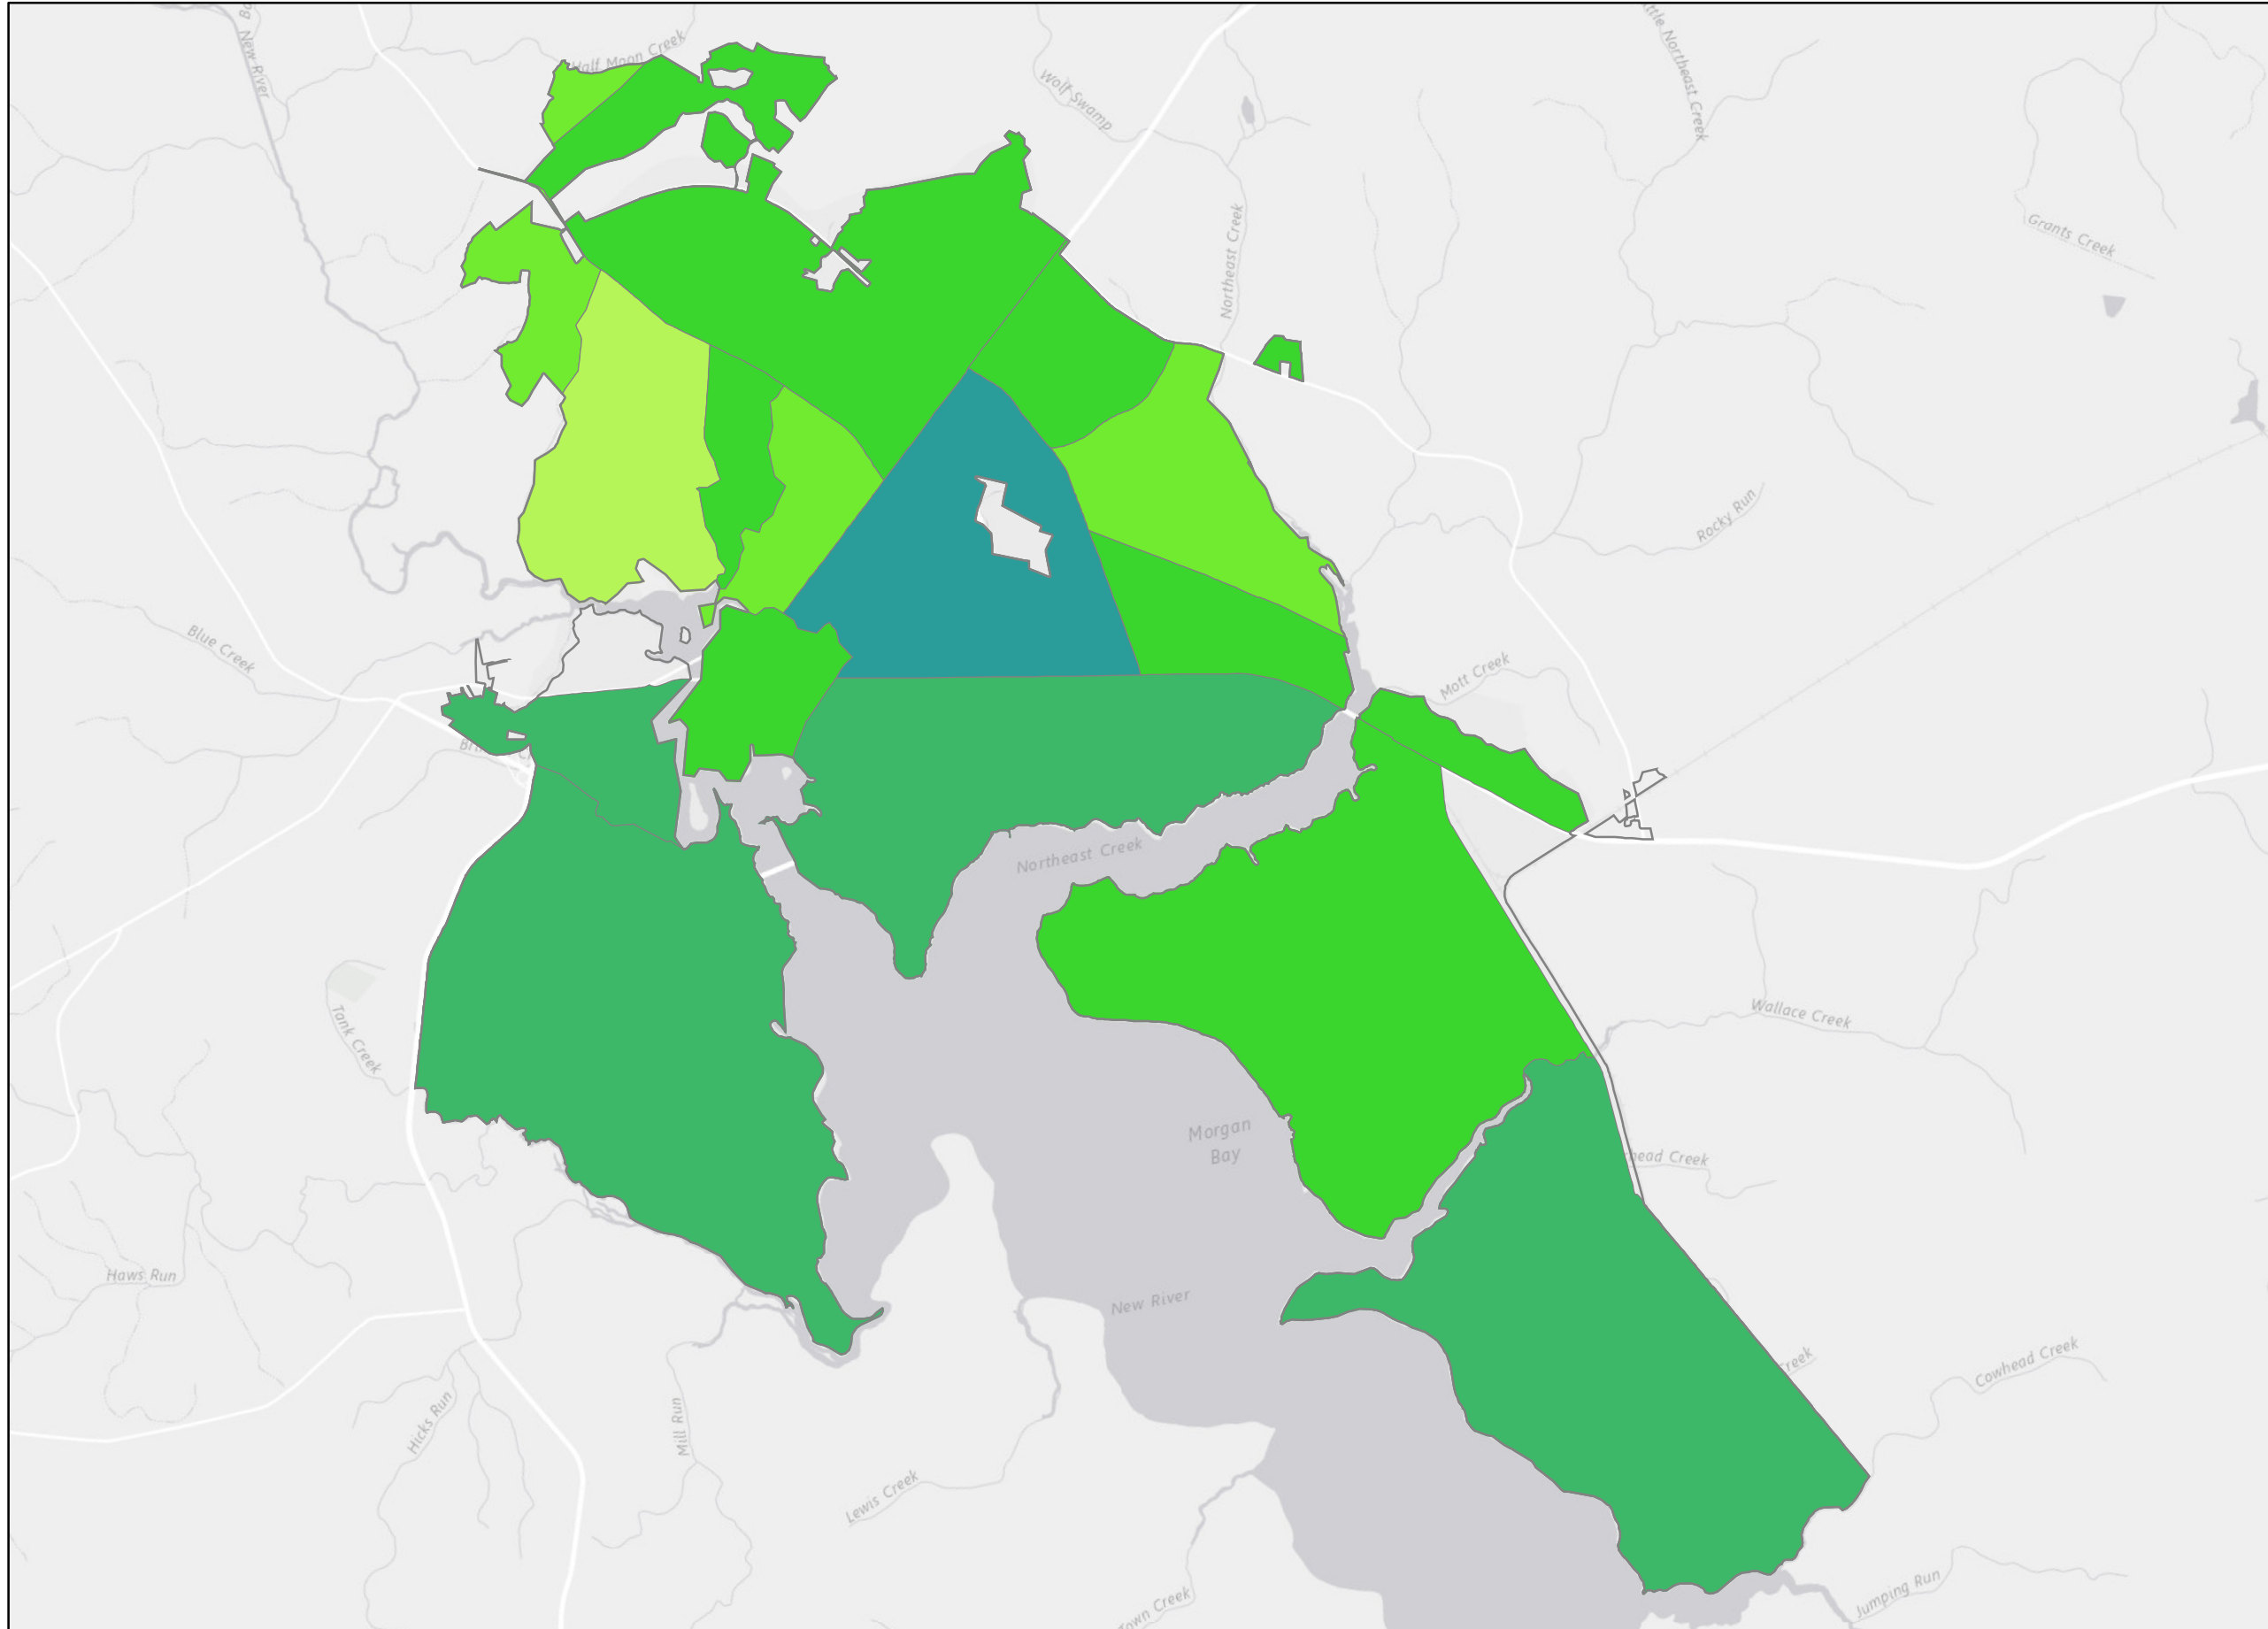 New River
Half Moon Creek
Wolf Swamp
Northeast Creek
Northeast Creek
Grants Creek
Rocky Run
Blue Creek
Mott Creek
Northeast Creek
Tank Creek
Wallace Creek
Morgan
Bay
head Creek
Haws Run
New River
Creek
Cowhead Creek
Hicks Run
Mill Run
Lewis Creek
Town Creek
Jumping Run